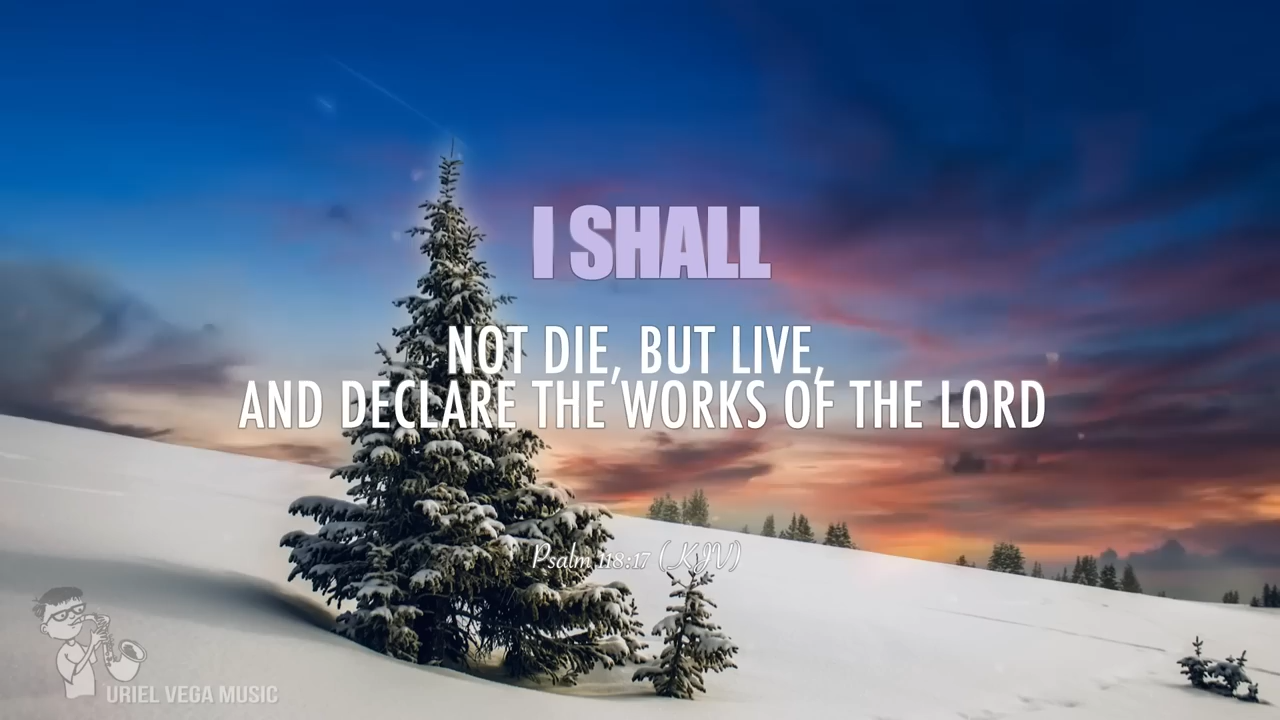 I SHALL
NOT DIE, BUT LIVE,
AND DECLARE THE WORKS OF THE LORD
Psalm 118:17 (KJV)
URIEL VEGA MUSIC